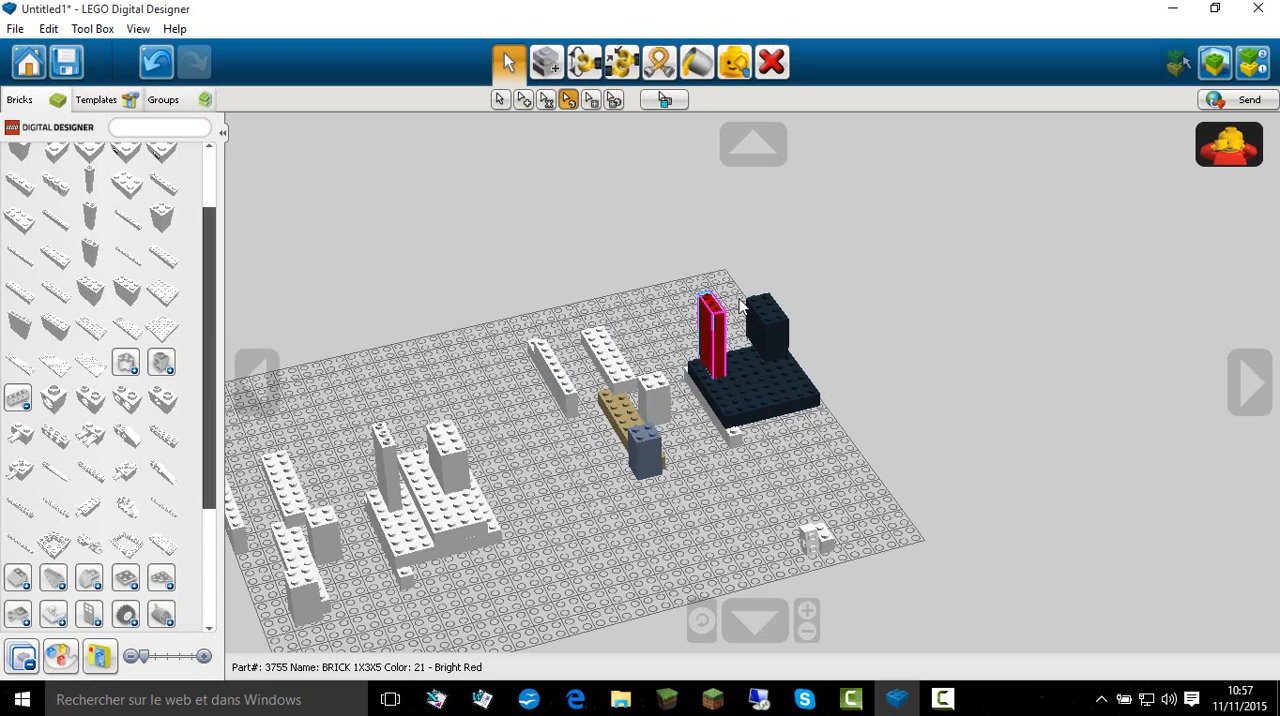 Untitled1* - LEGO Digital Designer
File Edit Tool Box View Help
Bricks Templates Groups
Send
LEGO DIGITAL DESIGNER
Part#: 3755 Name: BRICK 1X3X5 Color: 21 - Bright Red
Rechercher sur le web et dans Windows
10:57
11/11/2015